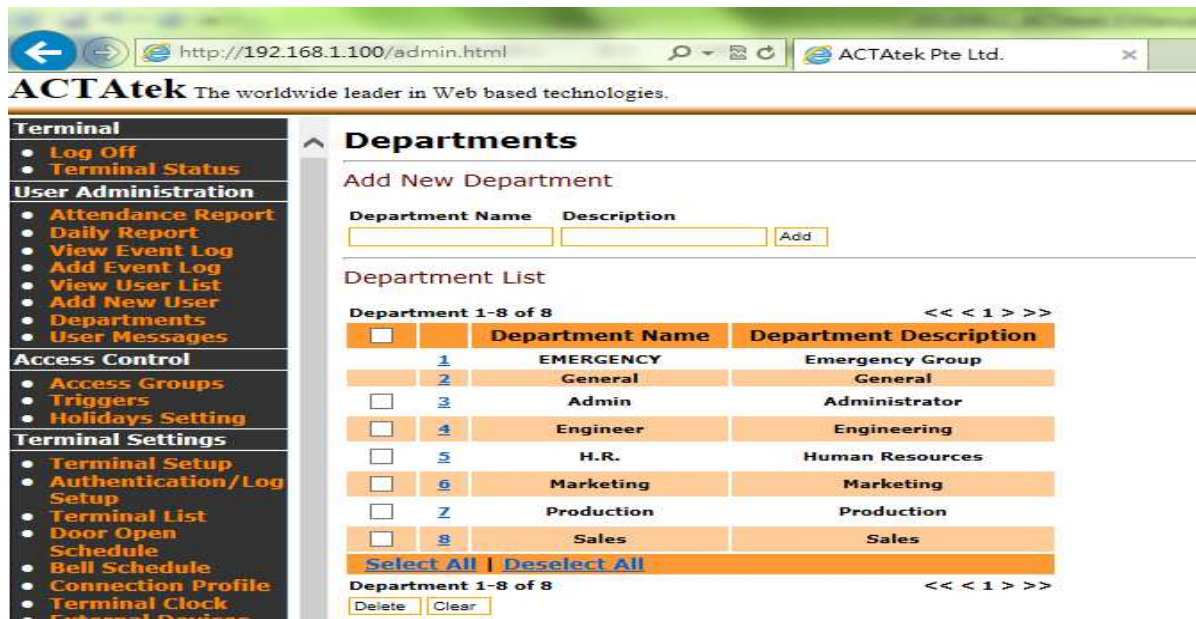 http://192.168.1.100/admin.html
ACTAtek Pte Ltd.
ACTAtek The worldwide leader in Web based technologies.
Terminal
Log Off
Terminal Status
User Administration
Attendance Report
Daily Report
View Event Log
Add Event Log
View User List
Add New User
Departments
User Messages
Access Control
Access Groups
Triggers
Holidays Setting
Terminal Settings
Terminal Setup
Authentication/Log
Setup
Terminal List
Door Open
Schedule
Bell Schedule
Connection Profile
Terminal Clock
External Devices
Departments
Add New Department
Department Name Description
Add
Department List
Department 1-8 of 8 << < 1 > >>
Department Name Department Description
1 EMERGENCY Emergency Group
2 General General
3 Admin Administrator
4 Engineer Engineering
5 H.R. Human Resources
6 Marketing Marketing
7 Production Production
8 Sales Sales
Select All | Deselect All
Department 1-8 of 8 << < 1 > >>
Delete Clear